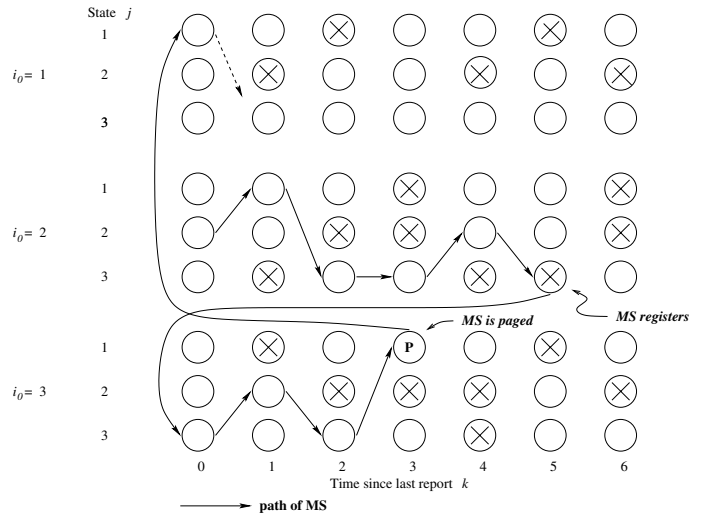 State j
1
i₀= 1 2
3
1
i₀= 2 2
3
MS is paged
MS registers
1 P
i₀= 3 2
3
0 1 2 3 4 5 6
Time since last report k
path of MS